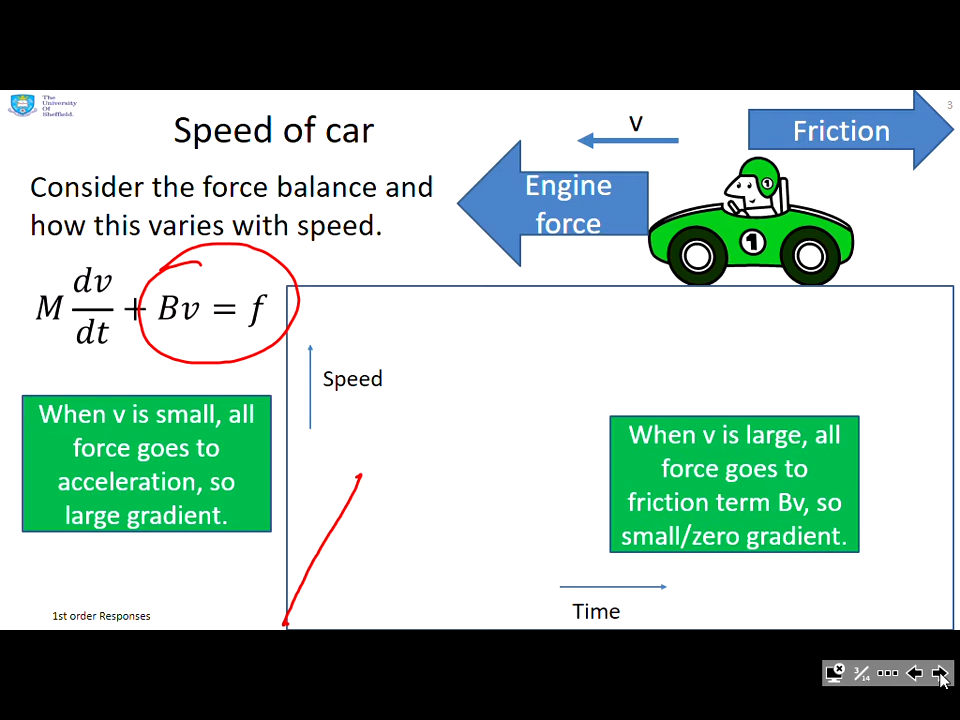 The
University
Of
Sheffield.
3
Speed of car
v
Friction
Consider the force balance and
how this varies with speed.
Engine
force
1
1
M dv/dt + Bv = f
Speed
When v is small, all
force goes to
acceleration, so
large gradient.
When v is large, all
force goes to
friction term Bv, so
small/zero gradient.
Time
1st order Responses
3/14